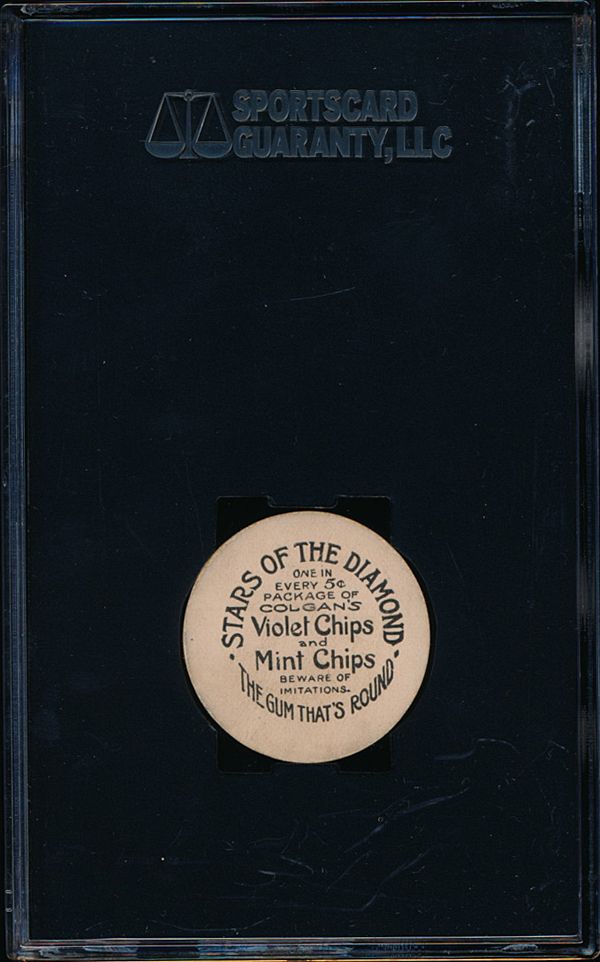 SPORTSCARD
GUARANTY, LLC
STARS OF THE DIAMOND
ONE IN
EVERY 5¢
PACKAGE OF
COLGAN'S
Violet Chips
and
Mint Chips
BEWARE OF
IMITATIONS.
• THE GUM THAT'S ROUND •